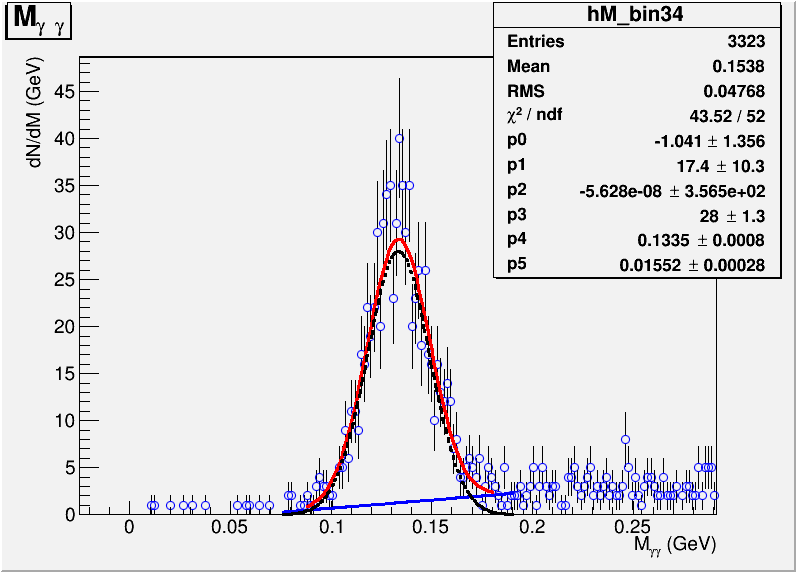 M_γ γ
hM_bin34
Entries 3323
Mean 0.1538
RMS 0.04768
χ² / ndf 43.52 / 52
p0 -1.041 ± 1.356
p1 17.4 ± 10.3
p2 -5.628e-08 ± 3.565e+02
p3 28 ± 1.3
p4 0.1335 ± 0.0008
p5 0.01552 ± 0.00028
dN/dM (GeV)
45
40
35
30
25
20
15
10
5
0
0 0.05 0.1 0.15 0.2 0.25
M_γγ (GeV)